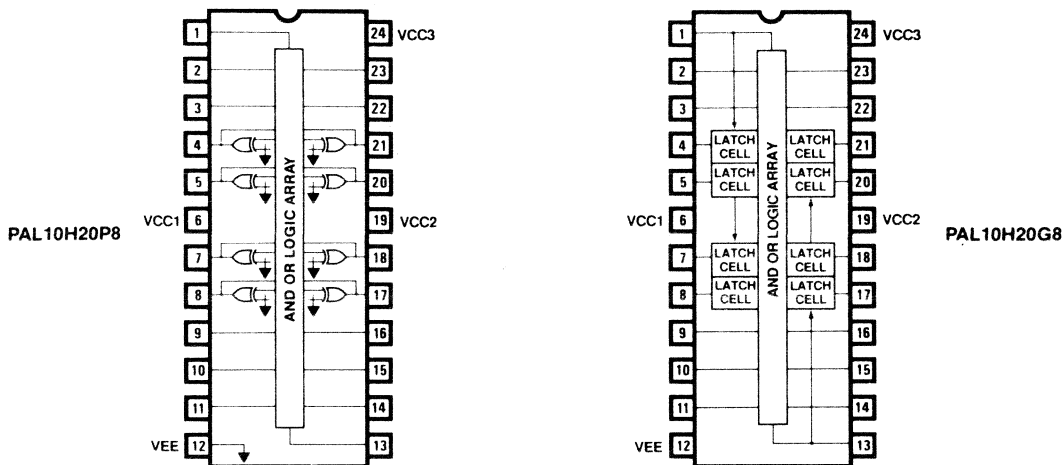 PAL10H20P8
1 24 VCC3
2 23
3 22
4 21
5 20
VCC1 6 19 VCC2
7 18
8 17
9 16
10 15
11 14
VEE 12 13
AND OR LOGIC ARRAY
PAL10H20G8
1 24 VCC3
2 23
3 22
4 LATCH CELL LATCH CELL 21
5 LATCH CELL LATCH CELL 20
VCC1 6 19 VCC2
7 LATCH CELL LATCH CELL 18
8 LATCH CELL LATCH CELL 17
9 16
10 15
11 14
VEE 12 13
AND OR LOGIC ARRAY